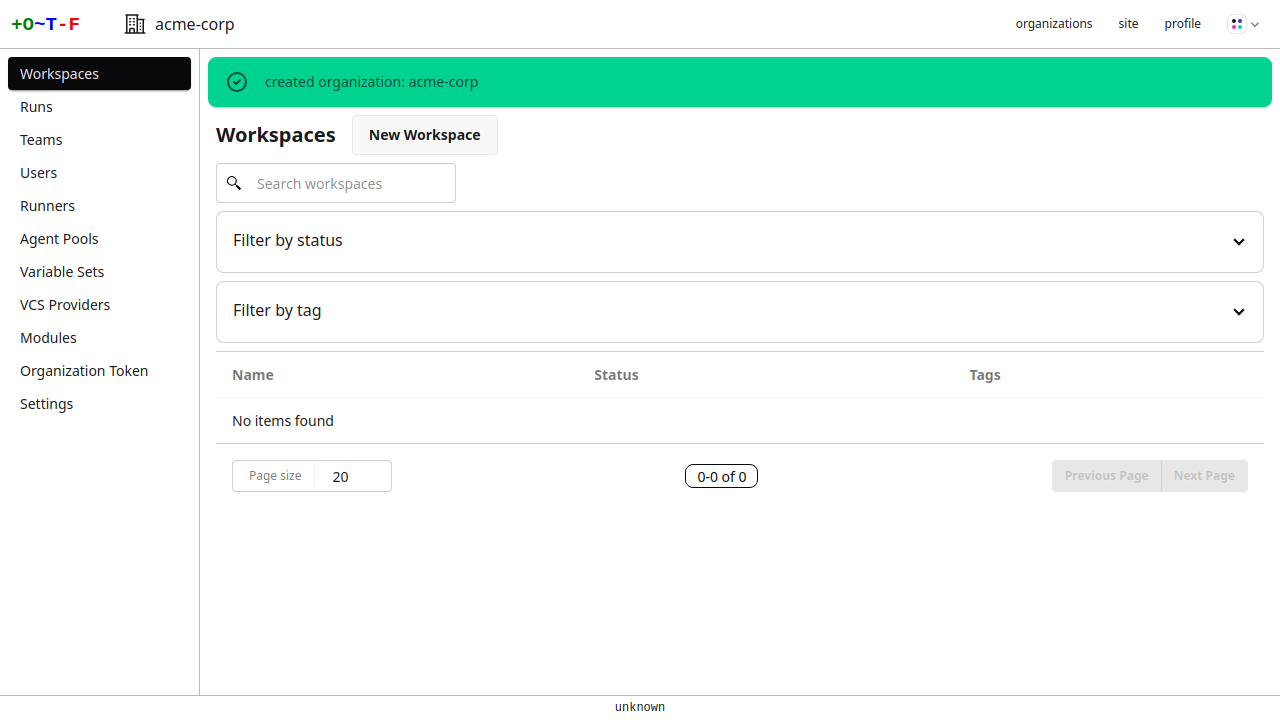 +O~T-F
acme-corp
organizations
site
profile
Workspaces
Runs
Teams
Users
Runners
Agent Pools
Variable Sets
VCS Providers
Modules
Organization Token
Settings
created organization: acme-corp
Workspaces
New Workspace
Search workspaces
Filter by status
Filter by tag
Name Status Tags
No items found
Page size 20
0-0 of 0
Previous Page Next Page
unknown